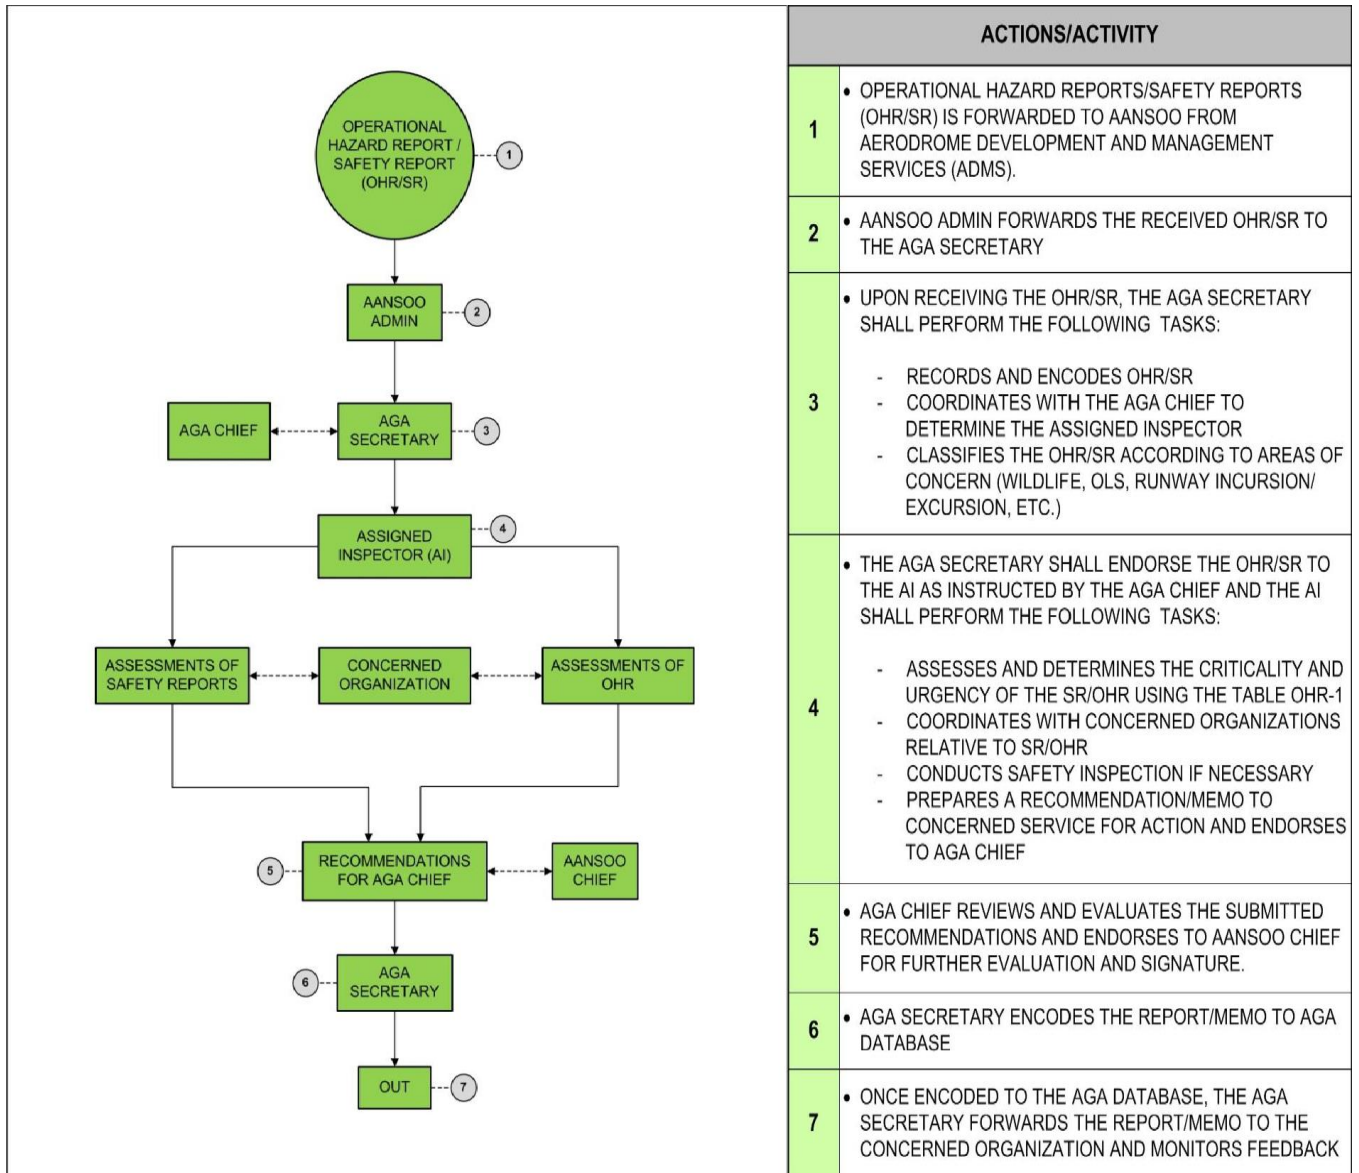 OPERATIONAL
HAZARD REPORT /
SAFETY REPORT
(OHR/SR)
1
AANSOO
ADMIN
2
AGA CHIEF
AGA
SECRETARY
3
ASSIGNED
INSPECTOR (AI)
4
ASSESSMENTS OF
SAFETY REPORTS
CONCERNED
ORGANIZATION
ASSESSMENTS OF
OHR
5
RECOMMENDATIONS
FOR AGA CHIEF
AANSOO
CHIEF
6
AGA
SECRETARY
OUT
7
ACTIONS/ACTIVITY
1
• OPERATIONAL HAZARD REPORTS/SAFETY REPORTS
(OHR/SR) IS FORWARDED TO AANSOO FROM
AERODROME DEVELOPMENT AND MANAGEMENT
SERVICES (ADMS).
2
• AANSOO ADMIN FORWARDS THE RECEIVED OHR/SR TO
THE AGA SECRETARY
3
• UPON RECEIVING THE OHR/SR, THE AGA SECRETARY
SHALL PERFORM THE FOLLOWING TASKS:
- RECORDS AND ENCODES OHR/SR
- COORDINATES WITH THE AGA CHIEF TO
DETERMINE THE ASSIGNED INSPECTOR
- CLASSIFIES THE OHR/SR ACCORDING TO AREAS OF
CONCERN (WILDLIFE, OLS, RUNWAY INCURSION/
EXCURSION, ETC.)
4
• THE AGA SECRETARY SHALL ENDORSE THE OHR/SR TO
THE AI AS INSTRUCTED BY THE AGA CHIEF AND THE AI
SHALL PERFORM THE FOLLOWING TASKS:
- ASSESSES AND DETERMINES THE CRITICALITY AND
URGENCY OF THE SR/OHR USING THE TABLE OHR-1
- COORDINATES WITH CONCERNED ORGANIZATIONS
RELATIVE TO SR/OHR
- CONDUCTS SAFETY INSPECTION IF NECESSARY
- PREPARES A RECOMMENDATION/MEMO TO
CONCERNED SERVICE FOR ACTION AND ENDORSES
TO AGA CHIEF
5
• AGA CHIEF REVIEWS AND EVALUATES THE SUBMITTED
RECOMMENDATIONS AND ENDORSES TO AANSOO CHIEF
FOR FURTHER EVALUATION AND SIGNATURE.
6
• AGA SECRETARY ENCODES THE REPORT/MEMO TO AGA
DATABASE
7
• ONCE ENCODED TO THE AGA DATABASE, THE AGA
SECRETARY FORWARDS THE REPORT/MEMO TO THE
CONCERNED ORGANIZATION AND MONITORS FEEDBACK